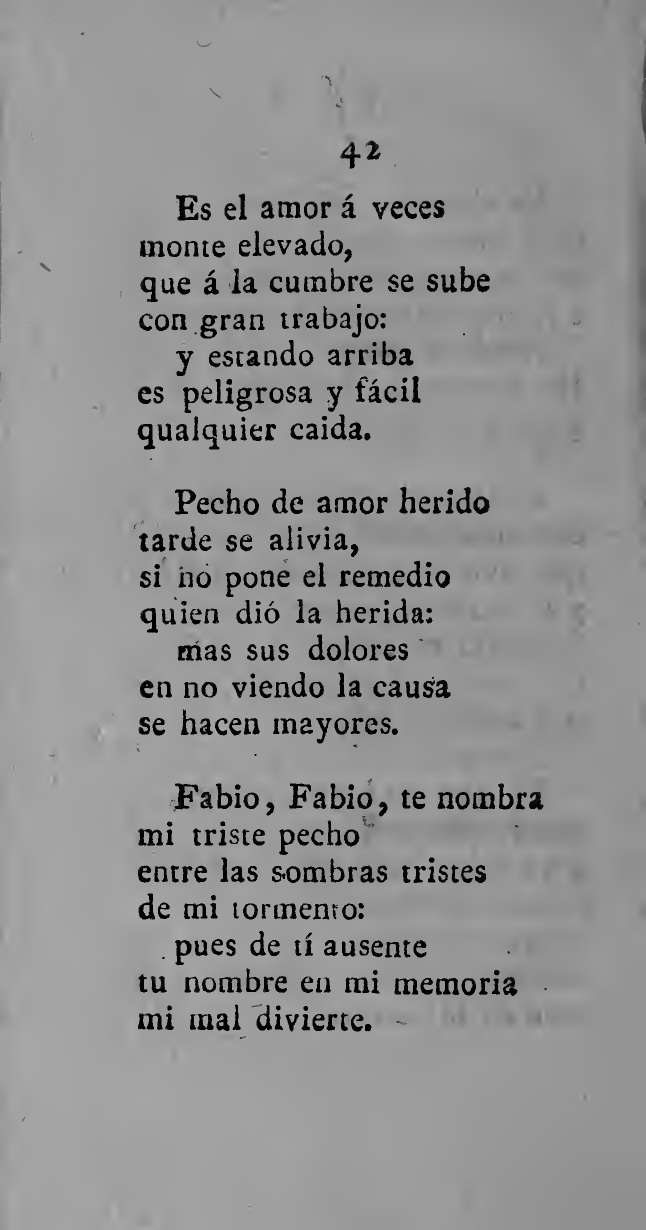 42
Es el amor á veces
monte elevado,
que á la cumbre se sube
con gran trabajo:
y estando arriba
es peligrosa y fácil
qualquier caida.
Pecho de amor herido
tarde se alivia,
si no pone el remedio
quien dió la herida:
mas sus dolores
en no viendo la causa
se hacen mayores.
Fabio, Fabio, te nombra
mi triste pecho
entre las sombras tristes
de mi tormento:
pues de tí ausente
tu nombre en mi memoria
mi mal divierte.